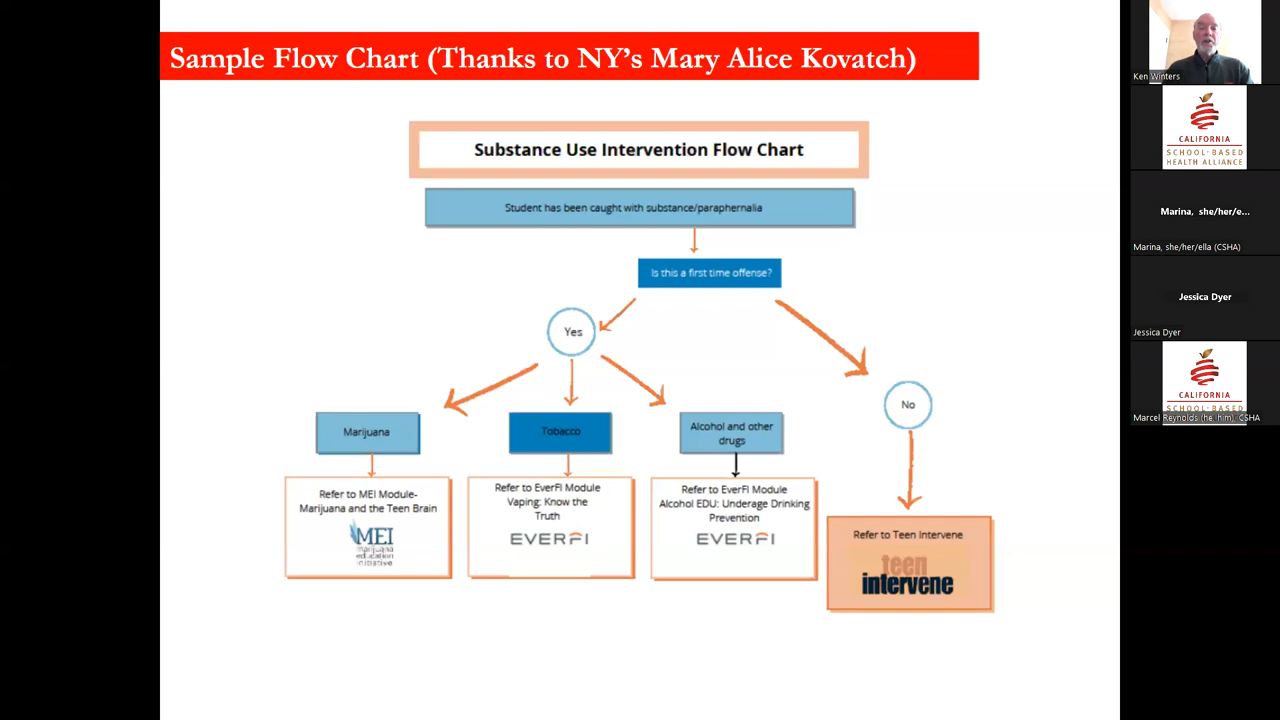 Sample Flow Chart (Thanks to NY's Mary Alice Kovatch)
Substance Use Intervention Flow Chart
Student has been caught with substance/paraphernalia
Is this a first time offense?
Yes
No
Marijuana
Tobacco
Alcohol and other
drugs
Refer to MEI Module-
Marijuana and the Teen Brain
MEI
marijuana
education
initiative
Refer to EverFI Module
Vaping: Know the
Truth
EVERFI
Refer to EverFI Module
Alcohol EDU: Underage Drinking
Prevention
EVERFI
Refer to Teen Intervene
teen
intervene
Ken Winters
CALIFORNIA
SCHOOL-BASED
HEALTH ALLIANCE
Marina, she/her/e...
Marina, she/her/ella (CSHA)
Jessica Dyer
Jessica Dyer
CALIFORNIA
SCHOOL-BASED
Marcel Reynolds (he, him), CSHA